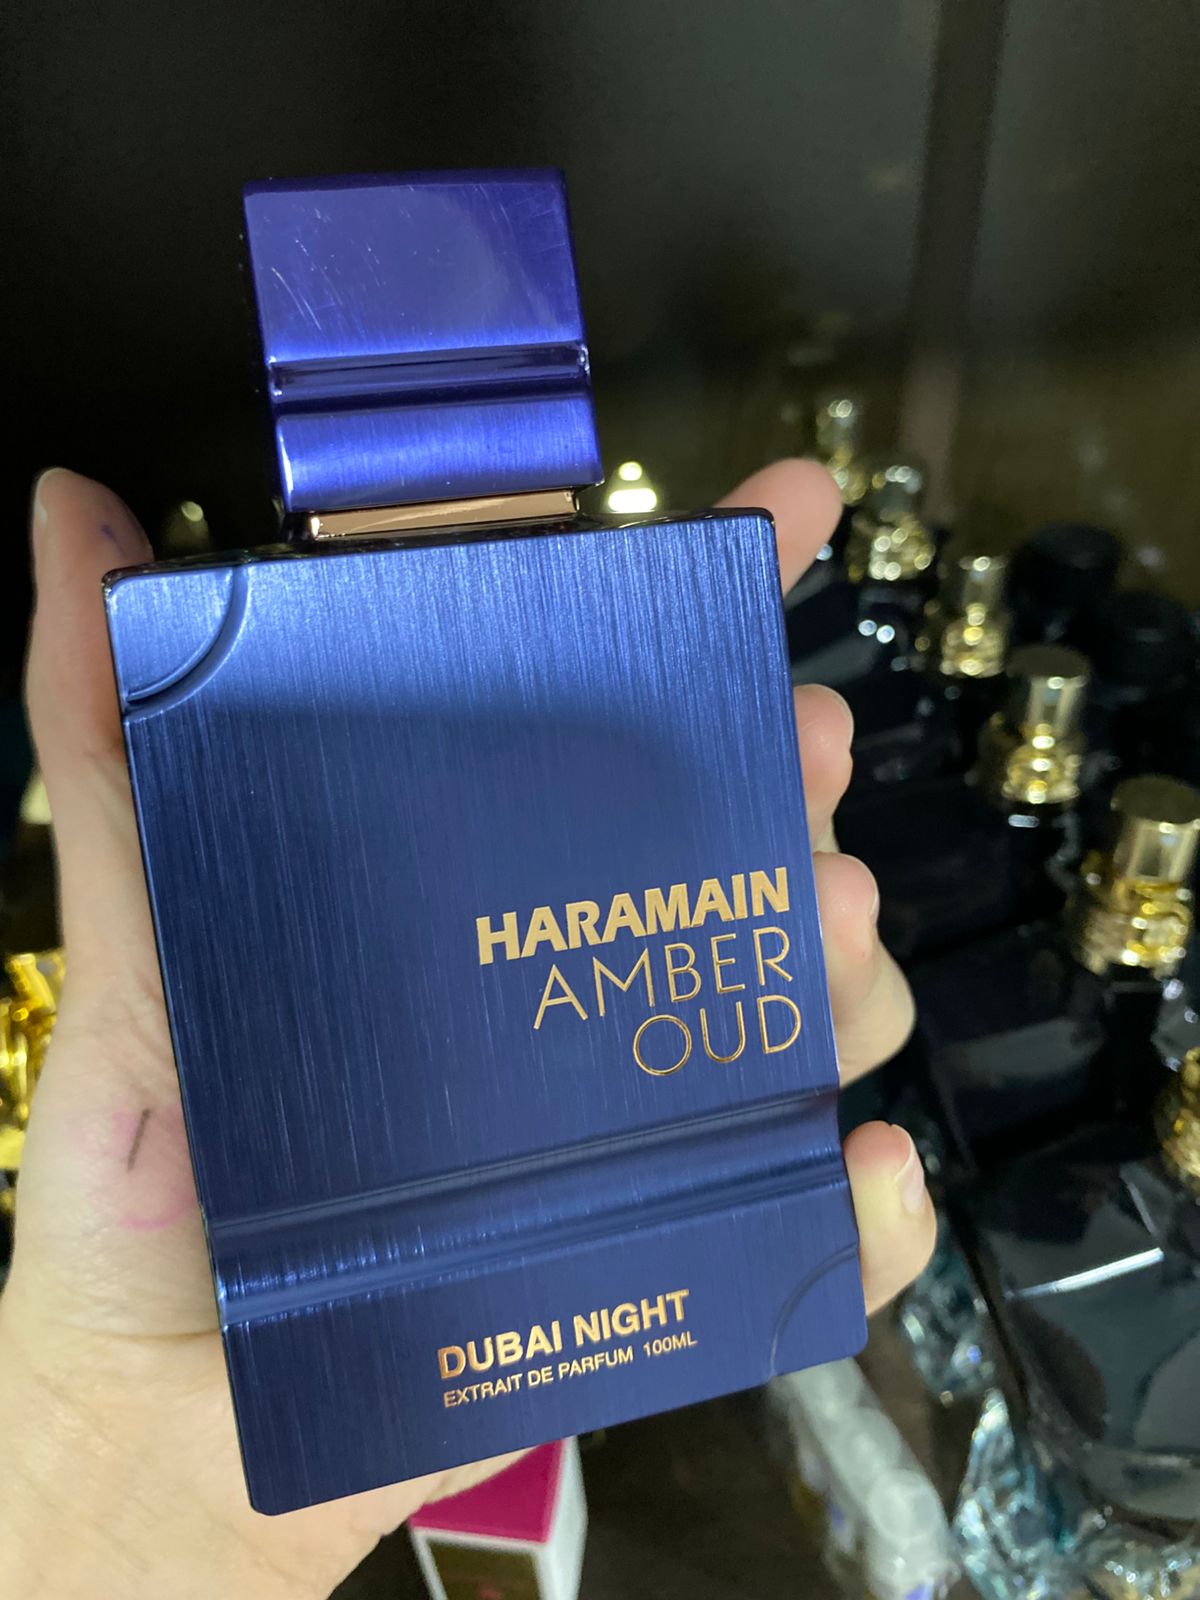 HARAMAIN
AMBER
OUD
DUBAI NIGHT
EXTRAIT DE PARFUM 100ML